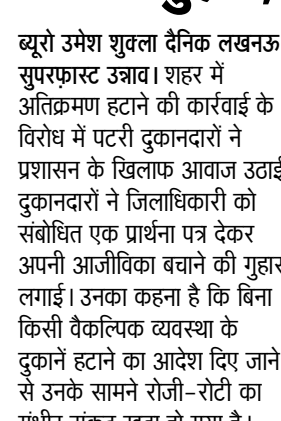 ब्यूरो उमेश शुक्ला दैनिक लखनऊ
सुपरफ़ास्ट उन्नाव। शहर में
अतिक्रमण हटाने की कार्रवाई के
विरोध में पटरी दुकानदारों ने
प्रशासन के खिलाफ आवाज उठाई
दुकानदारों ने जिलाधिकारी को
संबोधित एक प्रार्थना पत्र देकर
अपनी आजीविका बचाने की गुहार
लगाई। उनका कहना है कि बिना
किसी वैकल्पिक व्यवस्था के
दुकानें हटाने का आदेश दिए जाने
से उनके सामने रोजी-रोटी का